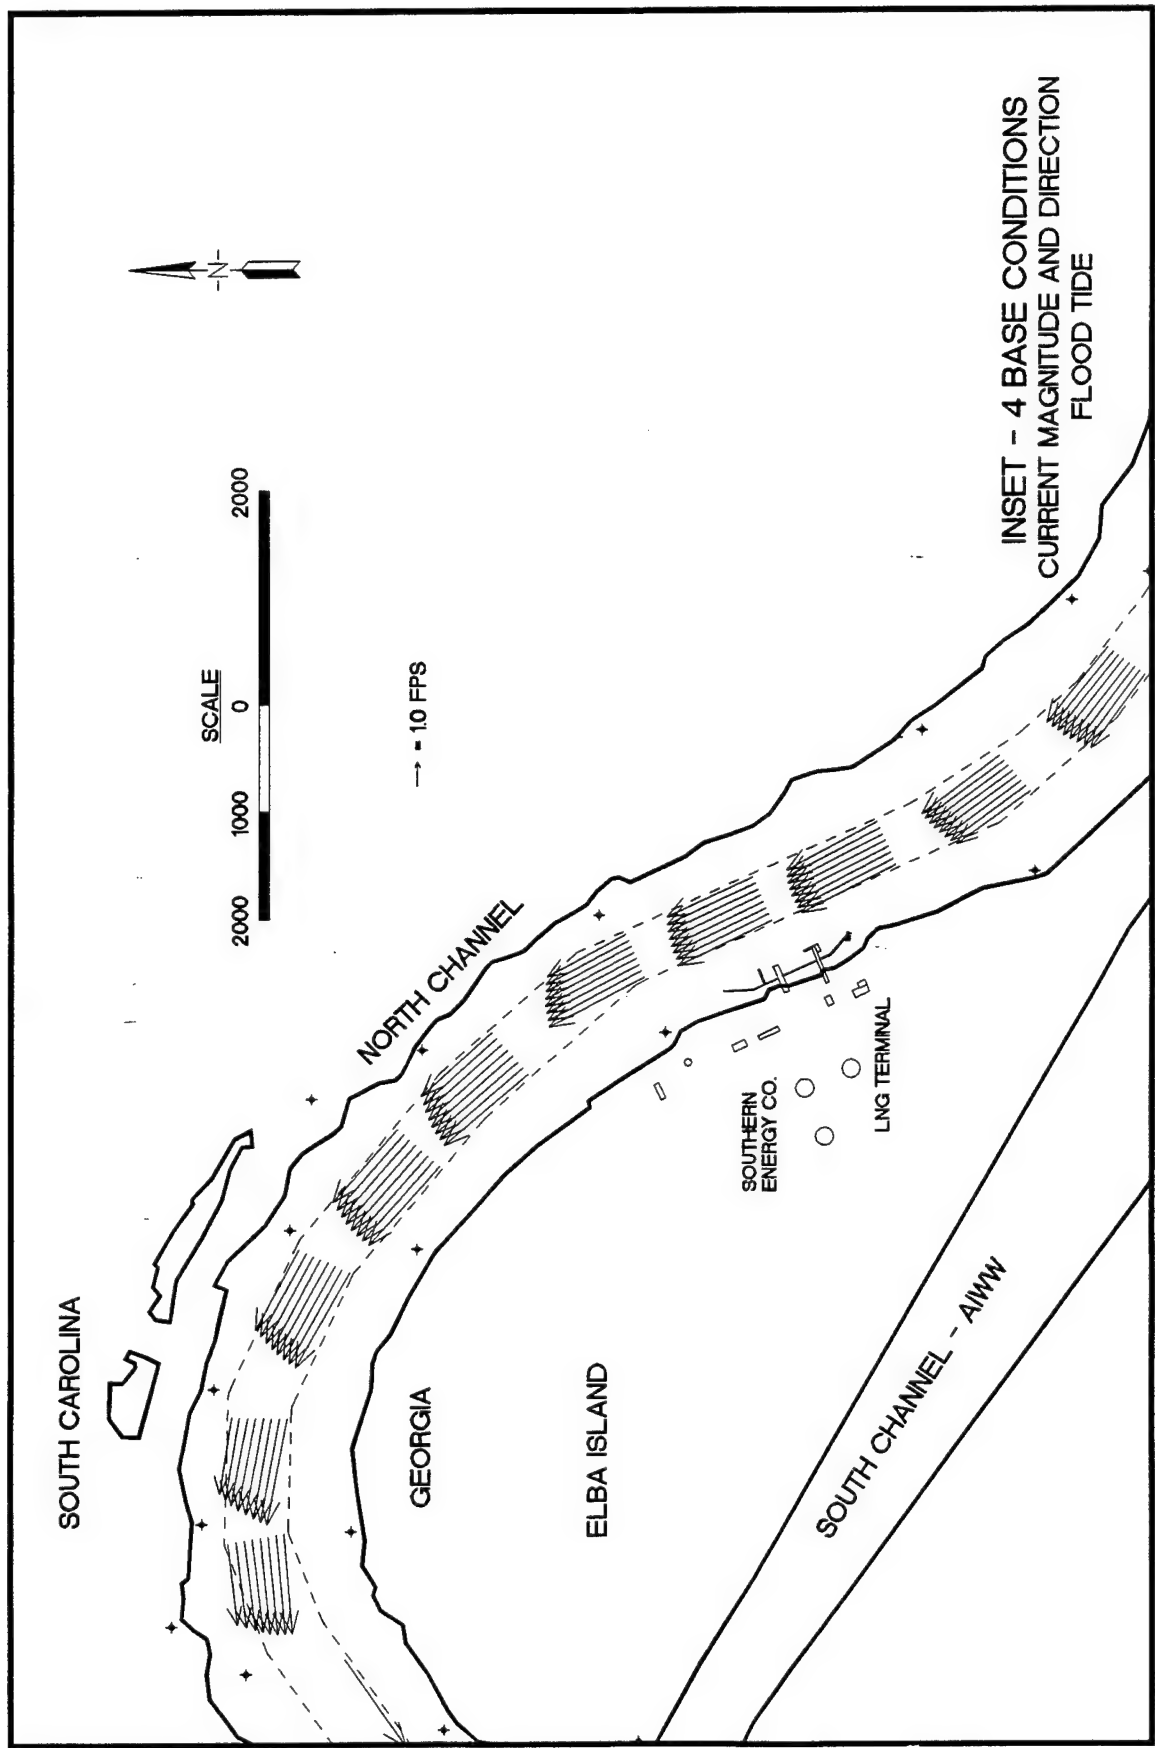 SOUTH CAROLINA
SCALE
2000 1000 0 2000
-N-
= 1.0 FPS
NORTH CHANNEL
GEORGIA
ELBA ISLAND
SOUTHERN
ENERGY CO.
LNG TERMINAL
SOUTH CHANNEL - AIWW
INSET - 4 BASE CONDITIONS
CURRENT MAGNITUDE AND DIRECTION
FLOOD TIDE